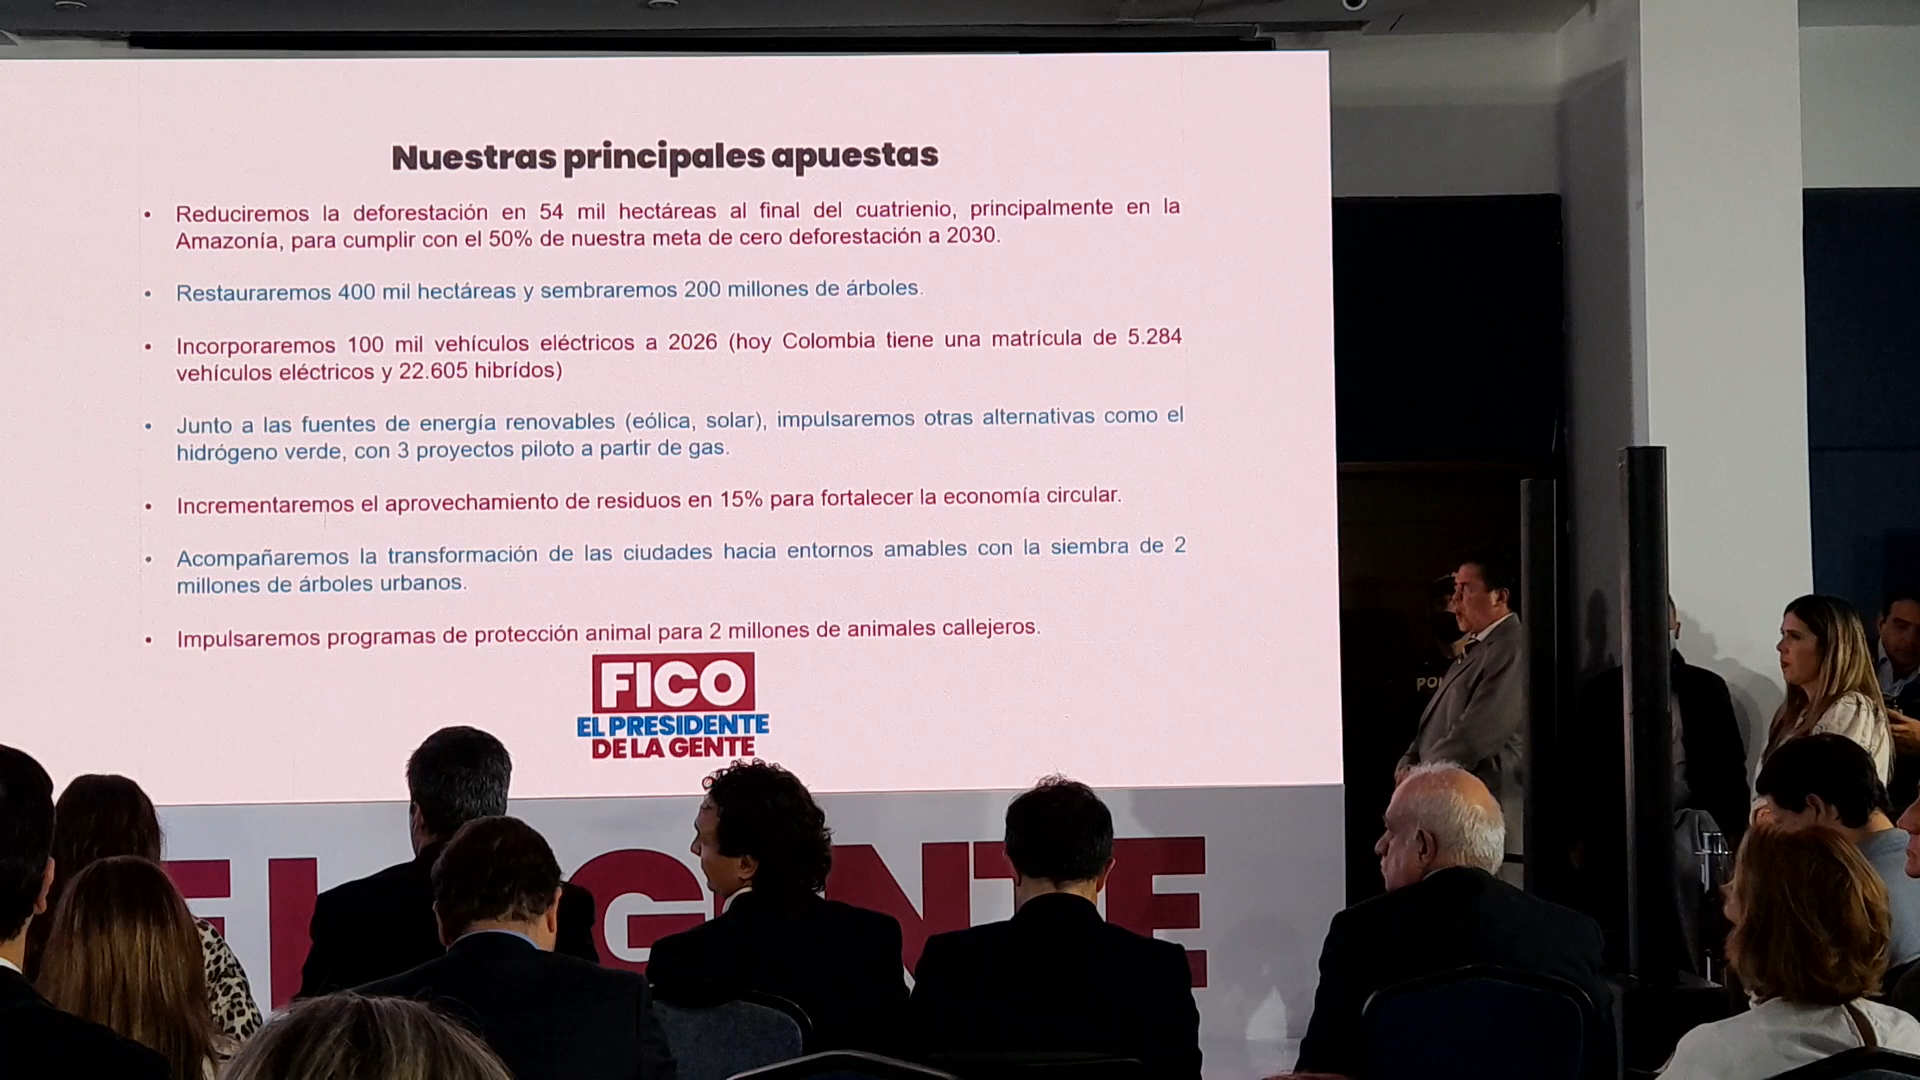 Nuestras principales apuestas
• Reduciremos la deforestación en 54 mil hectáreas al final del cuatrienio, principalmente en la
Amazonía, para cumplir con el 50% de nuestra meta de cero deforestación a 2030.
• Restauraremos 400 mil hectáreas y sembraremos 200 millones de árboles.
• Incorporaremos 100 mil vehículos eléctricos a 2026 (hoy Colombia tiene una matrícula de 5.284
vehículos eléctricos y 22.605 hibrídos)
• Junto a las fuentes de energía renovables (eólica, solar), impulsaremos otras alternativas como el
hidrógeno verde, con 3 proyectos piloto a partir de gas.
• Incrementaremos el aprovechamiento de residuos en 15% para fortalecer la economía circular.
• Acompañaremos la transformación de las ciudades hacia entornos amables con la siembra de 2
millones de árboles urbanos.
• Impulsaremos programas de protección animal para 2 millones de animales callejeros.
FICO
EL PRESIDENTE
DE LA GENTE